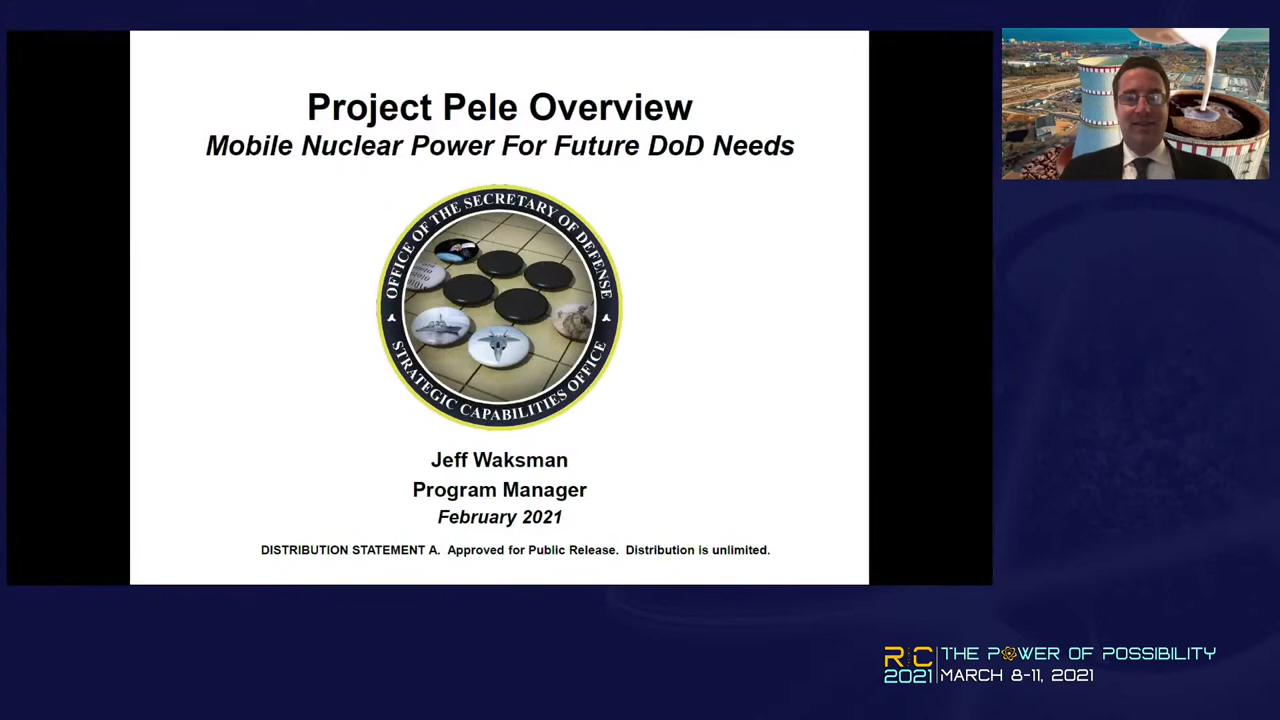 Project Pele Overview
Mobile Nuclear Power For Future DoD Needs
OFFICE OF THE SECRETARY OF DEFENSE
STRATEGIC CAPABILITIES OFFICE
Jeff Waksman
Program Manager
February 2021
DISTRIBUTION STATEMENT A. Approved for Public Release. Distribution is unlimited.
RIC THE POWER OF POSSIBILITY
2021 MARCH 8-11, 2021